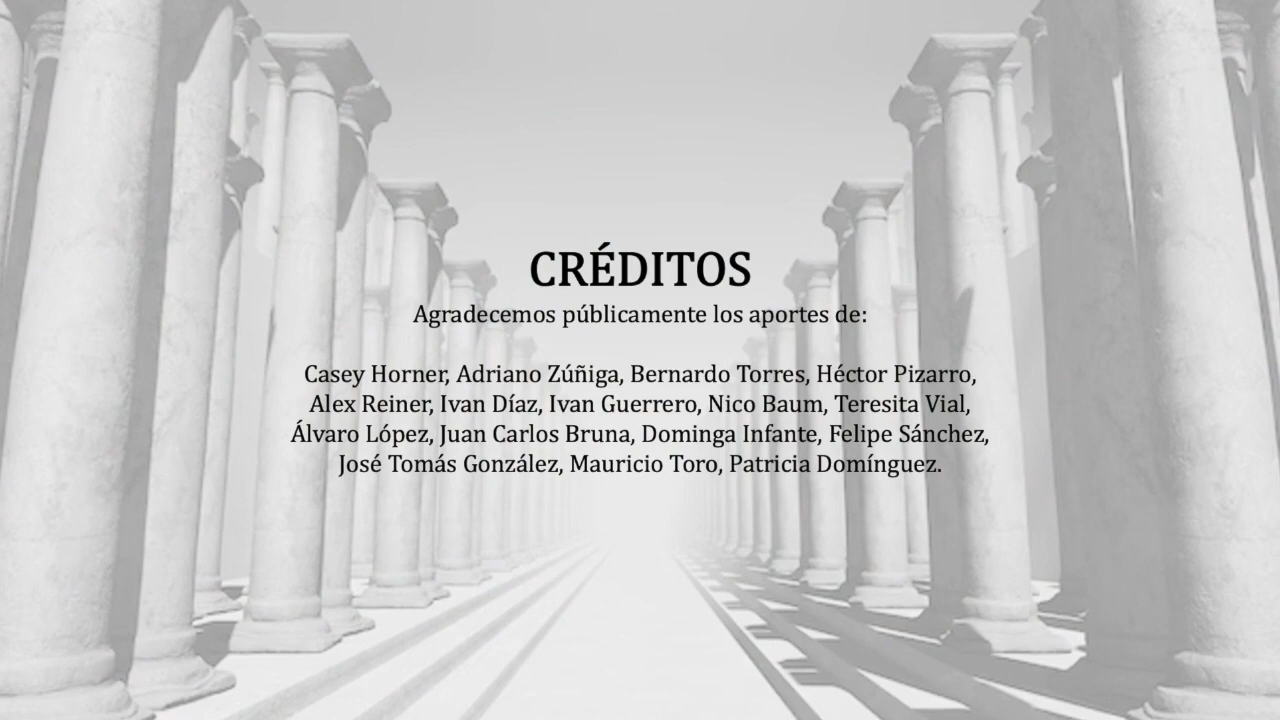 CRÉDITOS
Agradecemos públicamente los aportes de:
Casey Horner, Adriano Zúñiga, Bernardo Torres, Héctor Pizarro,
Alex Reiner, Ivan Díaz, Ivan Guerrero, Nico Baum, Teresita Vial,
Álvaro López, Juan Carlos Bruna, Dominga Infante, Felipe Sánchez,
José Tomás González, Mauricio Toro, Patricia Domínguez.